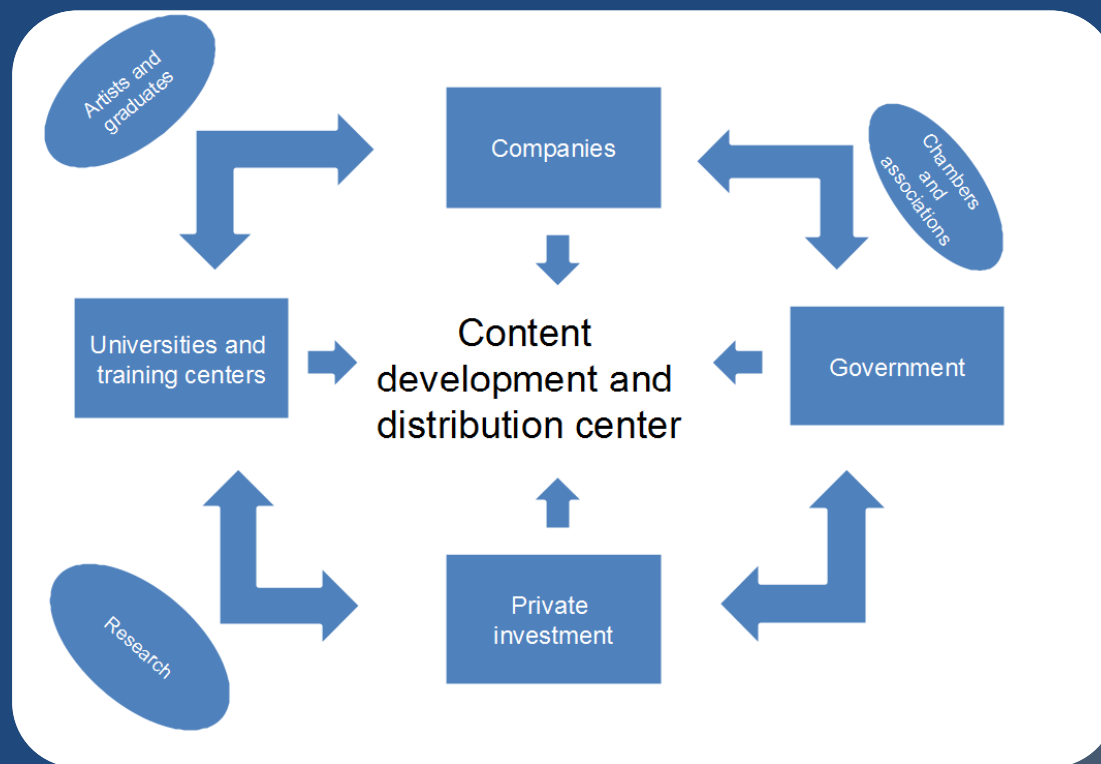 Artists and
graduates
Companies
Chambers
and
associations
Universities and
training centers
Content
development and
distribution center
Government
Research
Private
investment